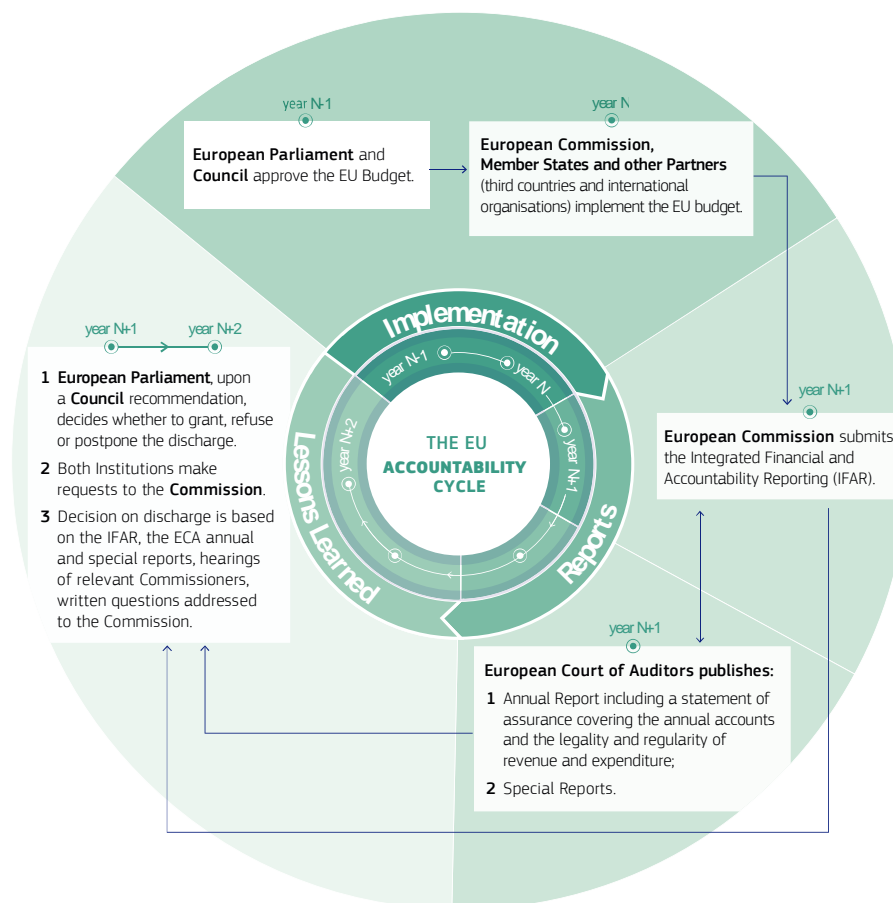 year N-1
European Parliament and
Council approve the EU Budget.
year N
European Commission,
Member States and other Partners
(third countries and international
organisations) implement the EU budget.
year N+1
European Commission submits
the Integrated Financial and
Accountability Reporting (IFAR).
year N+1
European Court of Auditors publishes:
1 Annual Report including a statement of
assurance covering the annual accounts
and the legality and regularity of
revenue and expenditure;
2 Special Reports.
year N+1
year N+2
1 European Parliament, upon
a Council recommendation,
decides whether to grant, refuse
or postpone the discharge.
2 Both Institutions make
requests to the Commission.
3 Decision on discharge is based
on the IFAR, the ECA annual
and special reports, hearings
of relevant Commissioners,
written questions addressed
to the Commission.
Implementation
Reports
Lessons Learned
year N-1
year N
year N+1
year N+2
THE EU
ACCOUNTABILITY
CYCLE